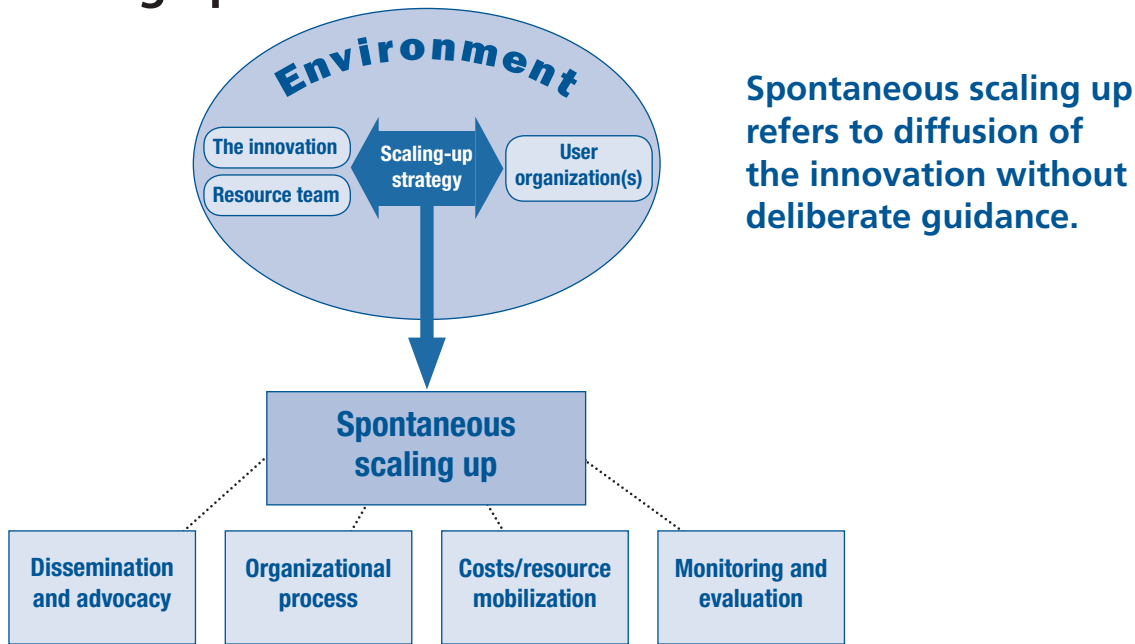 Environment
The innovation
Resource team
Scaling-up
strategy
User
organization(s)
Spontaneous scaling up
refers to diffusion of
the innovation without
deliberate guidance.
Spontaneous
scaling up
Dissemination
and advocacy
Organizational
process
Costs/resource
mobilization
Monitoring and
evaluation